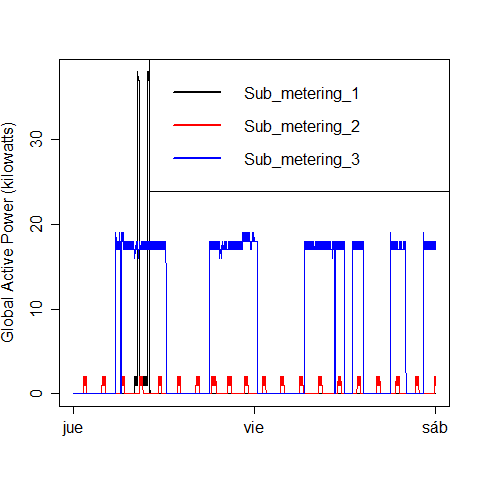 Sub_metering_1
Sub_metering_2
Sub_metering_3
Global Active Power (kilowatts)
30
20
10
0
jue vie sáb